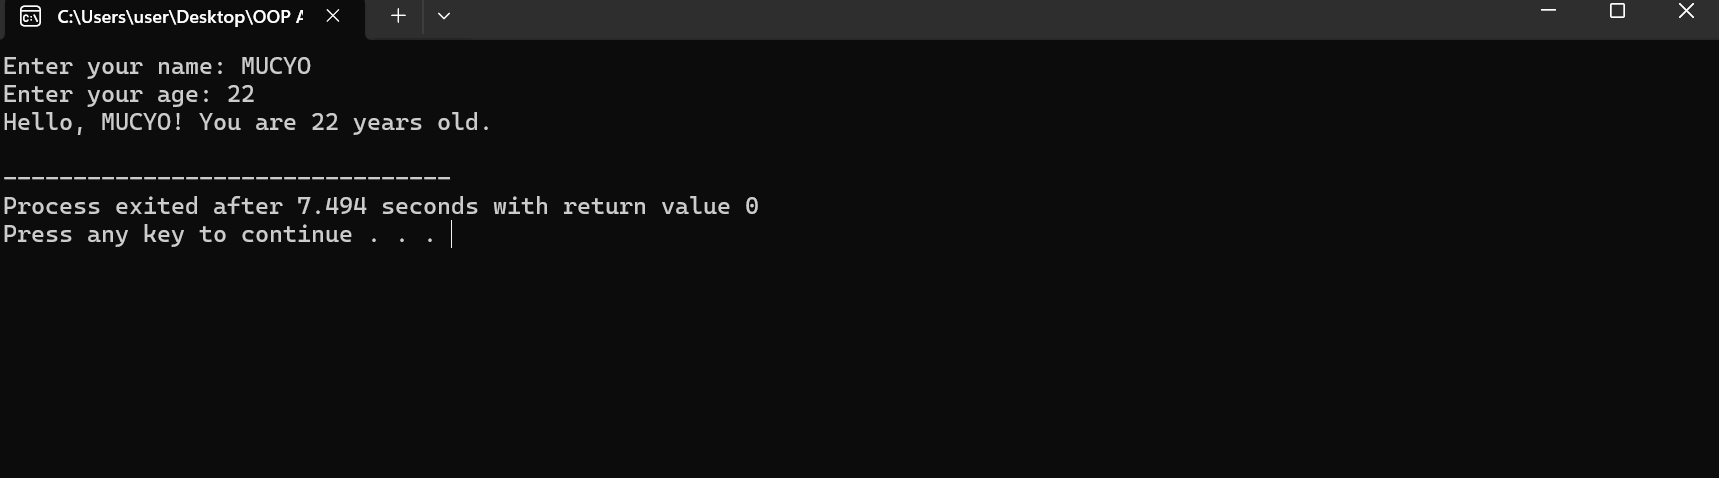 C:\Users\user\Desktop\OOP A
Enter your name: MUCYO
Enter your age: 22
Hello, MUCYO! You are 22 years old.
--------------------------------
Process exited after 7.494 seconds with return value 0
Press any key to continue . . .